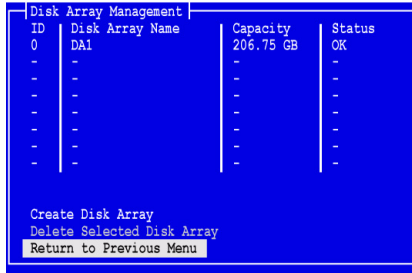 Disk Array Management
ID Disk Array Name Capacity Status
0 DA1 206.75 GB OK
- - - -
- - - -
- - - -
- - - -
- - - -
- - - -
- - - -
Create Disk Array
Delete Selected Disk Array
Return to Previous Menu